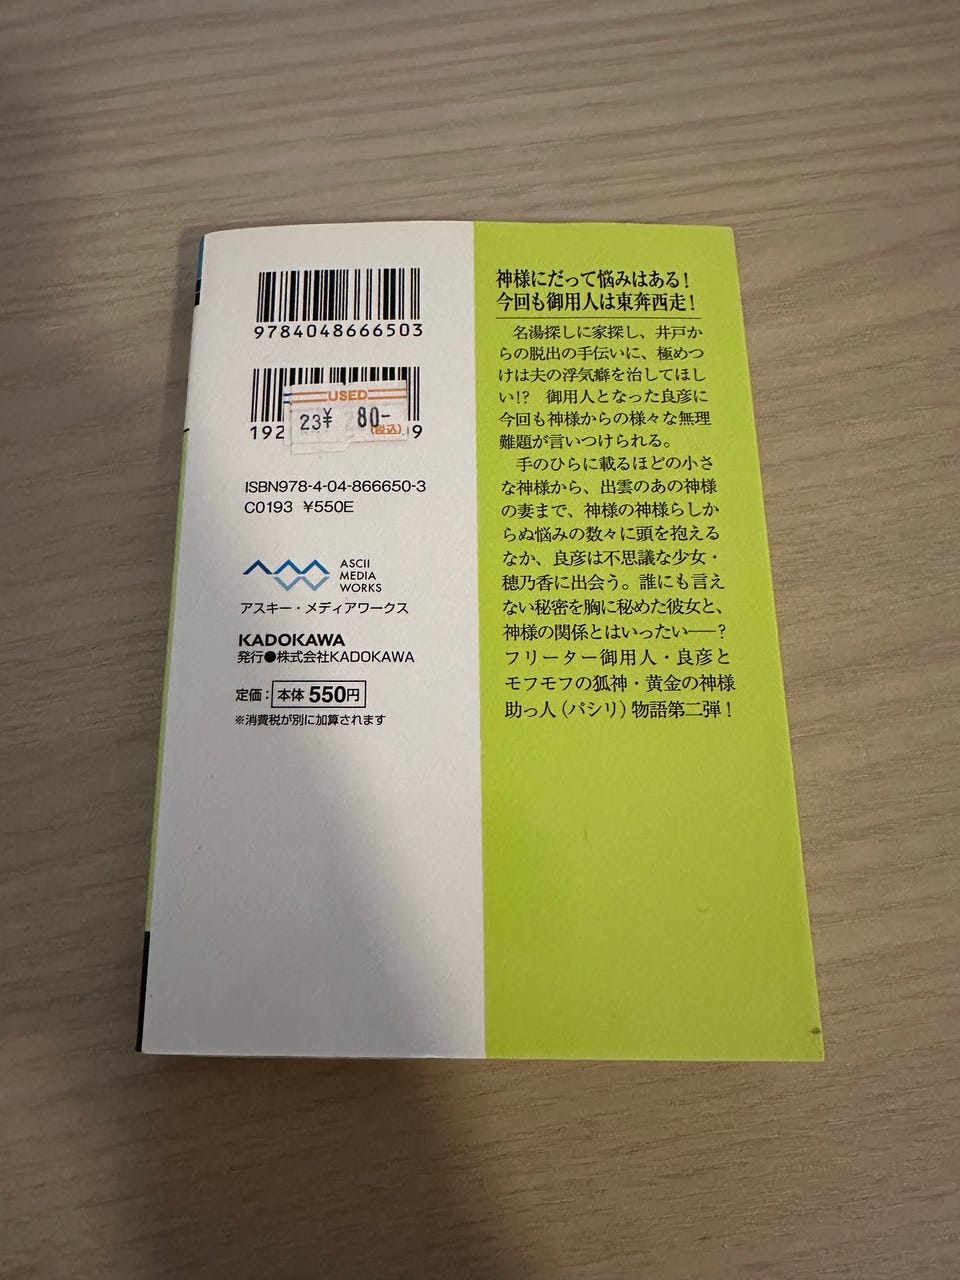 9784048666503
USED
23¥ 80-
(税込)
192
9
ISBN978-4-04-866650-3
C0193 ¥550E
ASCII
MEDIA
WORKS
アスキー・メディアワークス
KADOKAWA
発行●株式会社KADOKAWA
定価：本体550円
※消費税が別に加算されます
神様にだって悩みはある！
今回も御用人は東奔西走！
名湯探しに家探し、井戸か
らの脱出の手伝いに、極めつ
けは夫の浮気癖を治してほし
い!?　御用人となった良彦に
今回も神様からの様々な無理
難題が言いつけられる。
手のひらに載るほどの小さ
な神様から、出雲のあの神様
の妻まで、神様の神様らしか
らぬ悩みの数々に頭を抱える
なか、良彦は不思議な少女・
穂乃香に出会う。誰にも言え
ない秘密を胸に秘めた彼女と、
神様の関係とはいったい──？
フリーター御用人・良彦と
モフモフの狐神・黄金の神様
助っ人（パシリ）物語第二弾！